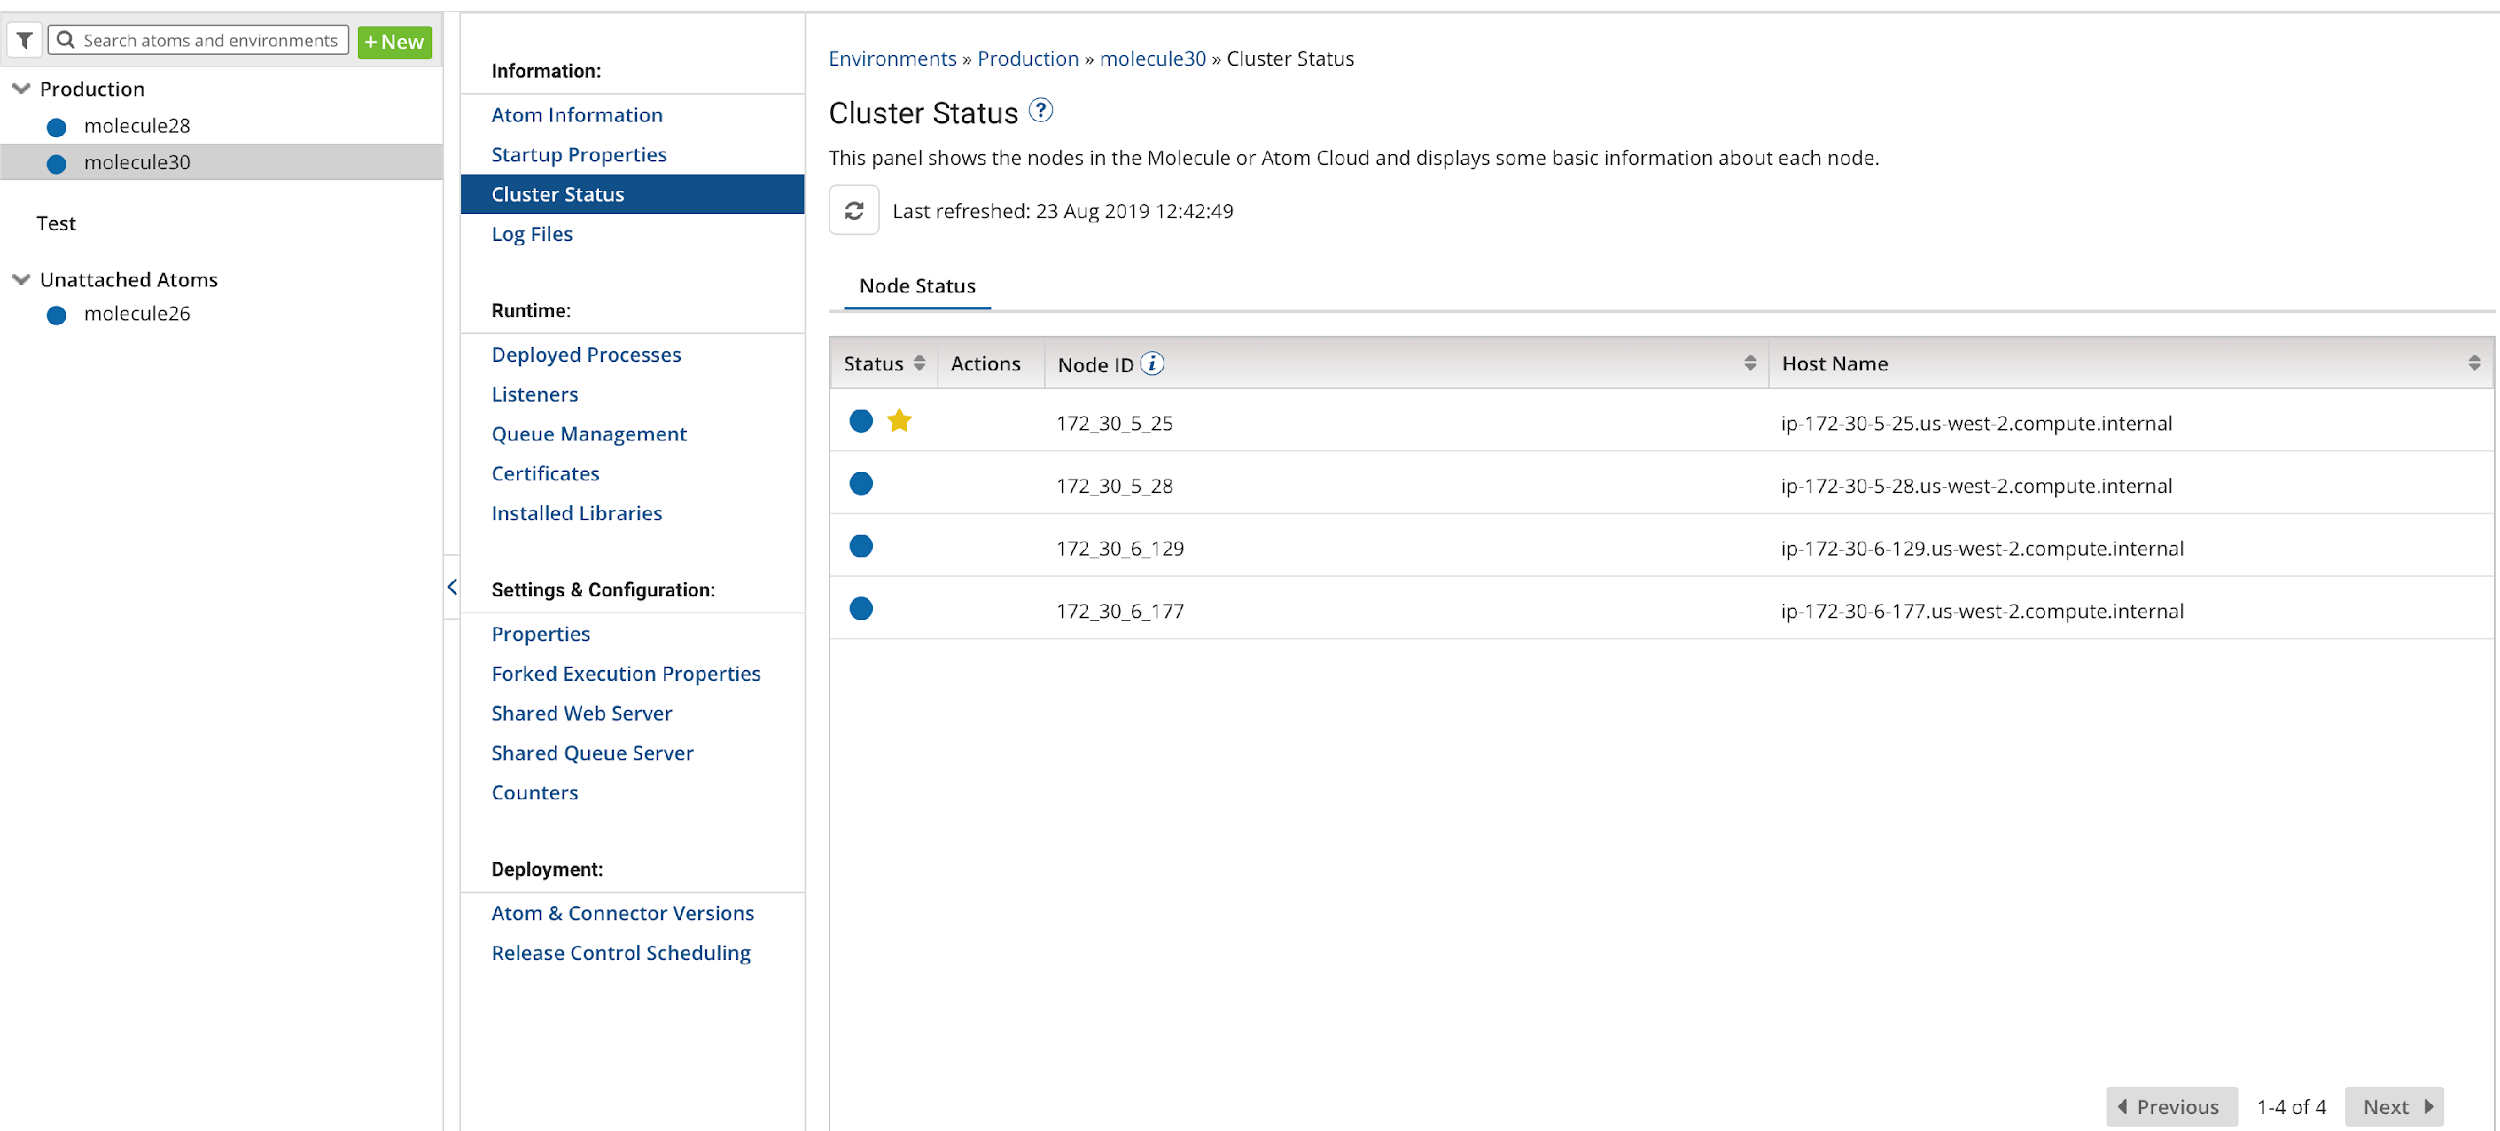 Search atoms and environments
+ New
Production
molecule28
molecule30
Test
Unattached Atoms
molecule26
Information:
Atom Information
Startup Properties
Cluster Status
Log Files
Runtime:
Deployed Processes
Listeners
Queue Management
Certificates
Installed Libraries
Settings & Configuration:
Properties
Forked Execution Properties
Shared Web Server
Shared Queue Server
Counters
Deployment:
Atom & Connector Versions
Release Control Scheduling
Environments » Production » molecule30 » Cluster Status
Cluster Status ?
This panel shows the nodes in the Molecule or Atom Cloud and displays some basic information about each node.
Last refreshed: 23 Aug 2019 12:42:49
Node Status
Status Actions Node ID i Host Name
172_30_5_25 ip-172-30-5-25.us-west-2.compute.internal
172_30_5_28 ip-172-30-5-28.us-west-2.compute.internal
172_30_6_129 ip-172-30-6-129.us-west-2.compute.internal
172_30_6_177 ip-172-30-6-177.us-west-2.compute.internal
Previous 1-4 of 4 Next